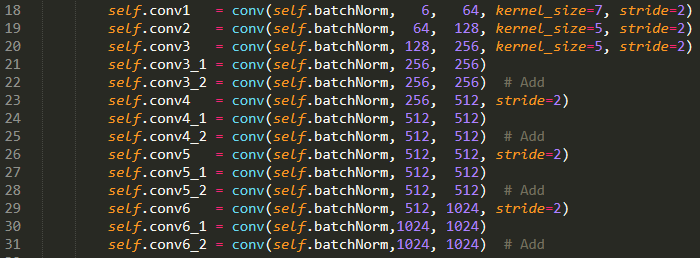 18 self.conv1   = conv(self.batchNorm,   6,   64, kernel_size=7, stride=2)
19 self.conv2   = conv(self.batchNorm,  64,  128, kernel_size=5, stride=2)
20 self.conv3   = conv(self.batchNorm, 128,  256, kernel_size=5, stride=2)
21 self.conv3_1 = conv(self.batchNorm, 256,  256)
22 self.conv3_2 = conv(self.batchNorm, 256,  256)  # Add
23 self.conv4   = conv(self.batchNorm, 256,  512, stride=2)
24 self.conv4_1 = conv(self.batchNorm, 512,  512)
25 self.conv4_2 = conv(self.batchNorm, 512,  512)  # Add
26 self.conv5   = conv(self.batchNorm, 512,  512, stride=2)
27 self.conv5_1 = conv(self.batchNorm, 512,  512)
28 self.conv5_2 = conv(self.batchNorm, 512,  512)  # Add
29 self.conv6   = conv(self.batchNorm, 512, 1024, stride=2)
30 self.conv6_1 = conv(self.batchNorm,1024, 1024)
31 self.conv6_2 = conv(self.batchNorm,1024, 1024)  # Add